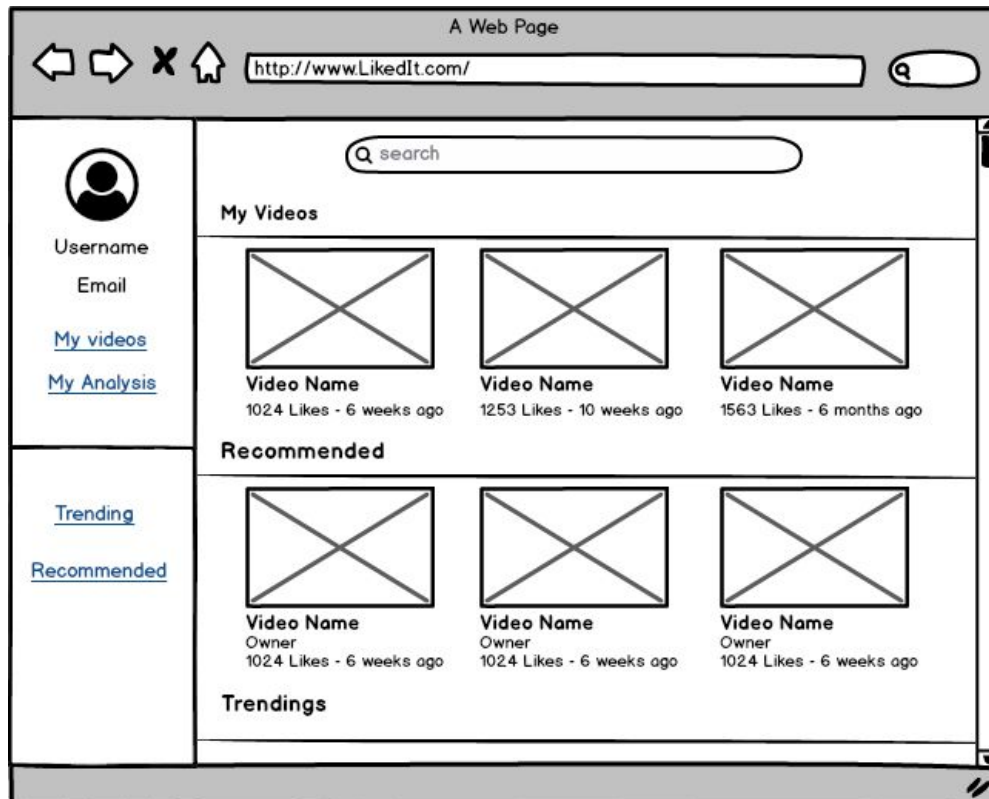 A Web Page
http://www.LikedIt.com/
search
Username
Email
My videos
My Analysis
Trending
Recommended
My Videos
Video Name
1024 Likes - 6 weeks ago
Video Name
1253 Likes - 10 weeks ago
Video Name
1563 Likes - 6 months ago
Recommended
Video Name
Owner
1024 Likes - 6 weeks ago
Video Name
Owner
1024 Likes - 6 weeks ago
Video Name
Owner
1024 Likes - 6 weeks ago
Trendings